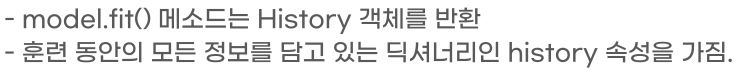 - model.fit() 메소드는 History 객체를 반환
- 훈련 동안의 모든 정보를 담고 있는 딕셔너리인 history 속성을 가짐.